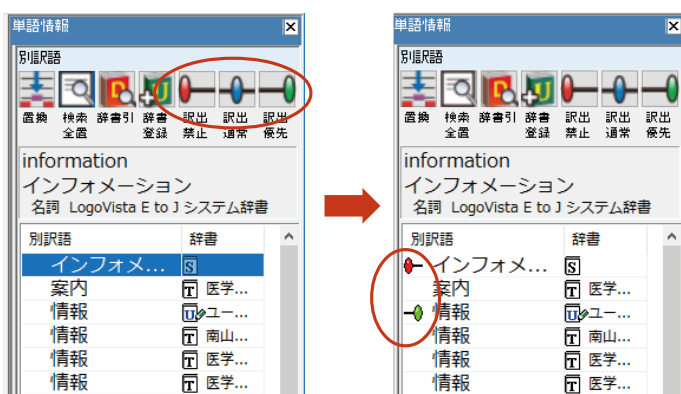 単語情報
別訳語
置換 検索全置 辞書引 辞書登録 訳出禁止 訳出通常 訳出優先
information
インフォメーション
名詞 LogoVista E to J システム辞書
別訳語 辞書
インフォメ... S
案内 T 医学...
情報 U ユー...
情報 T 南山...
情報 T 医学...
情報 T 医学...
単語情報
別訳語
置換 検索全置 辞書引 辞書登録 訳出禁止 訳出通常 訳出優先
information
インフォメーション
名詞 LogoVista E to J システム辞書
別訳語 辞書
インフォメ... S
案内 T 医学...
情報 U ユー...
情報 T 南山...
情報 T 医学...
情報 T 医学...